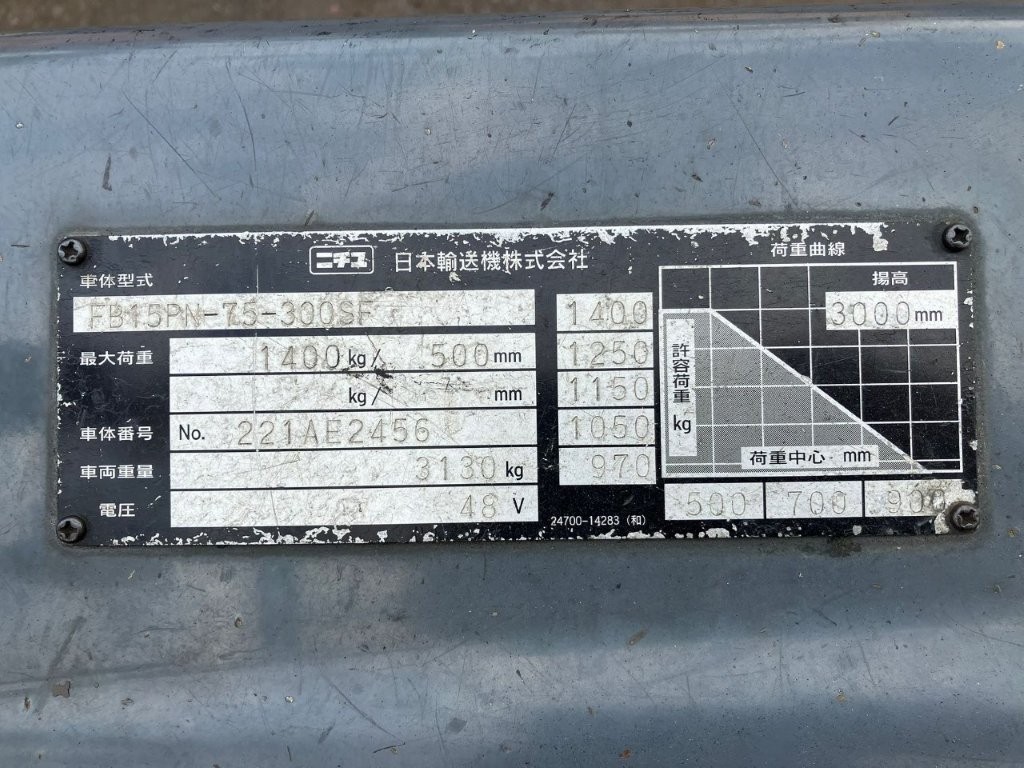 ニチユ 日本輸送機株式会社
車体型式
FB15PN-75-300SF
最大荷重 1400kg/ 500mm
kg/ mm
車体番号 No. 221AE2456
車両重量 3130kg
電圧 48 V
24700-14283 (和)
1400
1250
1150
1050
970
荷重曲線
揚高
3000mm
許容荷重 kg
荷重中心 mm
500 700 900